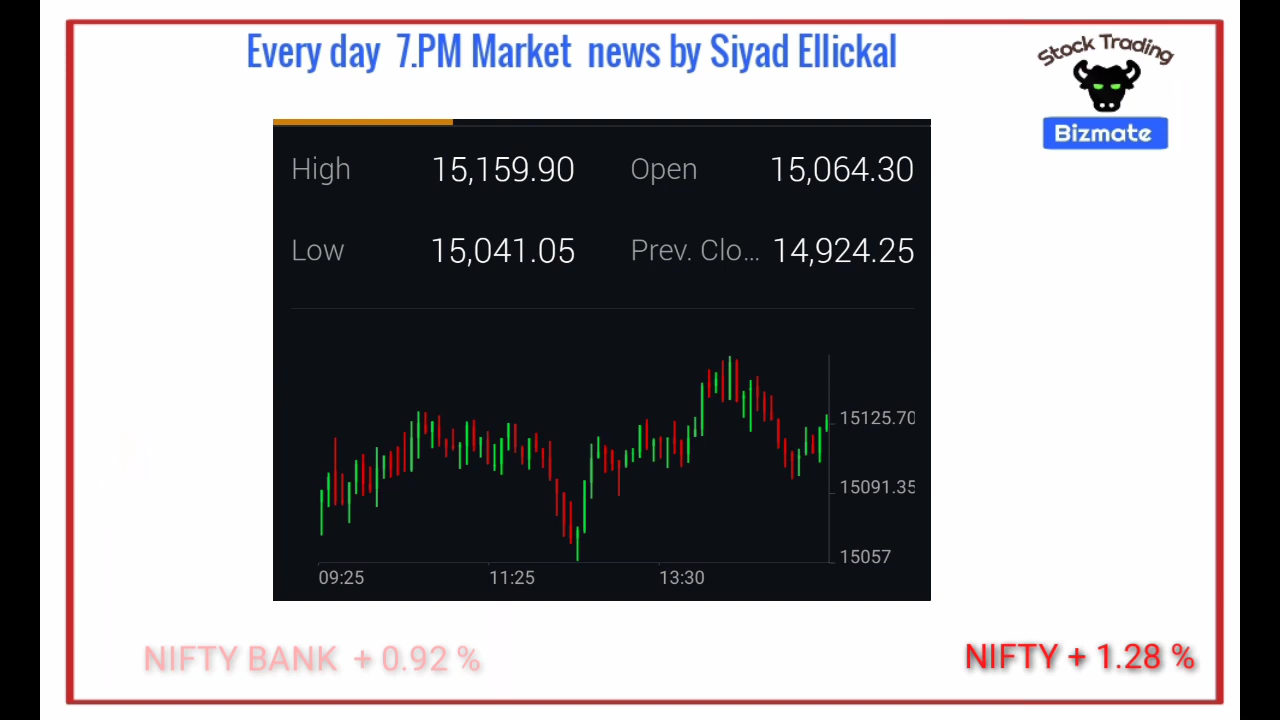 Every day 7.PM Market news by Siyad Ellickal
Stock Trading
Bizmate
High 15,159.90 Open 15,064.30
Low 15,041.05 Prev. Clo... 14,924.25
15125.70
15091.35
15057
09:25 11:25 13:30
NIFTY BANK + 0.92 % NIFTY + 1.28 %